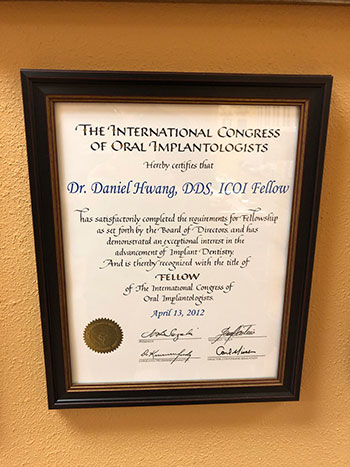 The International Congress
of Oral Implantologists
Hereby certifies that
Dr. Daniel Hwang, DDS, ICOI Fellow
has satisfactorily completed the requirements for Fellowship
as set forth by the Board of Directors, and has
demonstrated an exceptional interest in the
advancement of Implant Dentistry.
And is thereby recognized with the title of
Fellow
of The International Congress of
Oral Implantologists.
April 13, 2012